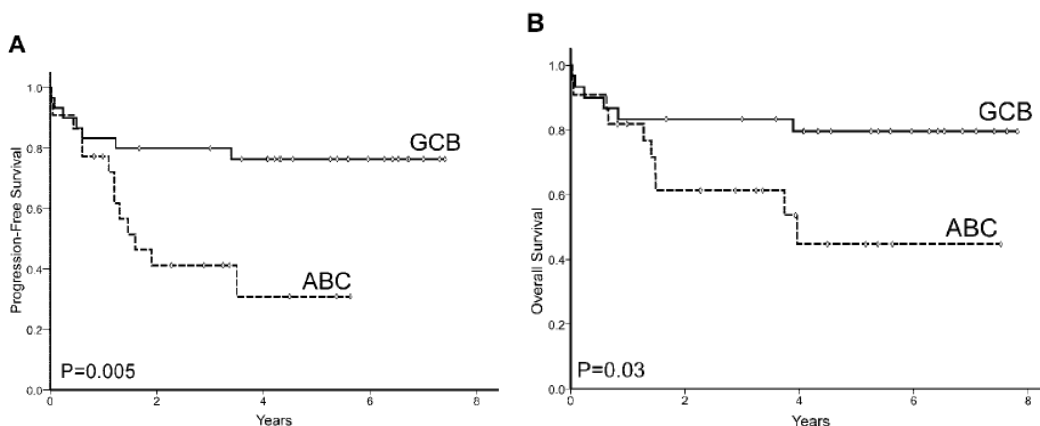 A
Progression-Free Survival
1.0
0.8
0.6
0.4
0.2
0.0
GCB
ABC
P=0.005
0 2 4 6 8
Years
B
Overall Survival
1.0
0.8
0.6
0.4
0.2
0.0
GCB
ABC
P=0.03
0 2 4 6 8
Years